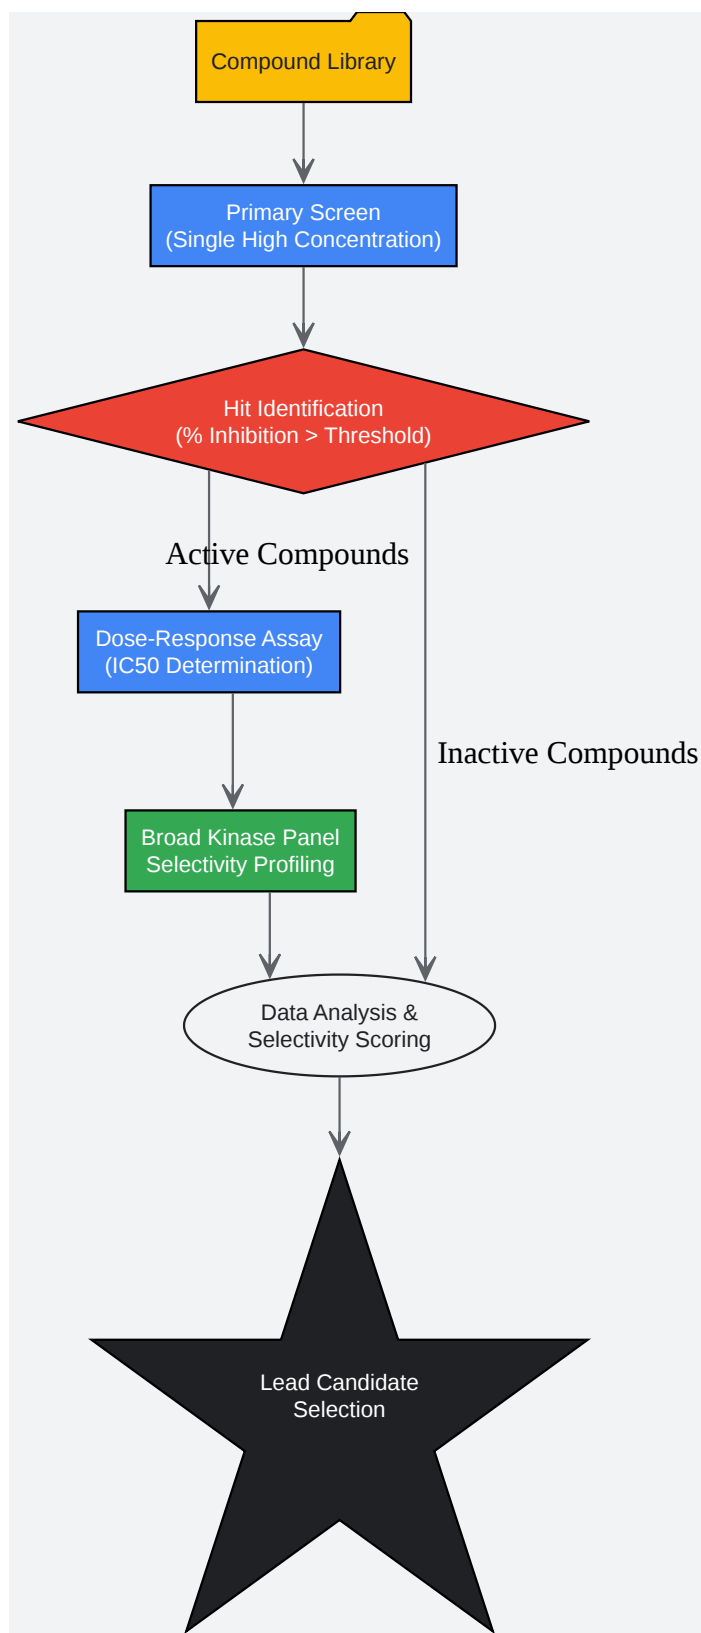 Compound Library
Primary Screen
(Single High Concentration)
Hit Identification
(% Inhibition > Threshold)
Active Compounds
Dose-Response Assay
(IC50 Determination)
Inactive Compounds
Broad Kinase Panel
Selectivity Profiling
Data Analysis &
Selectivity Scoring
Lead Candidate
Selection